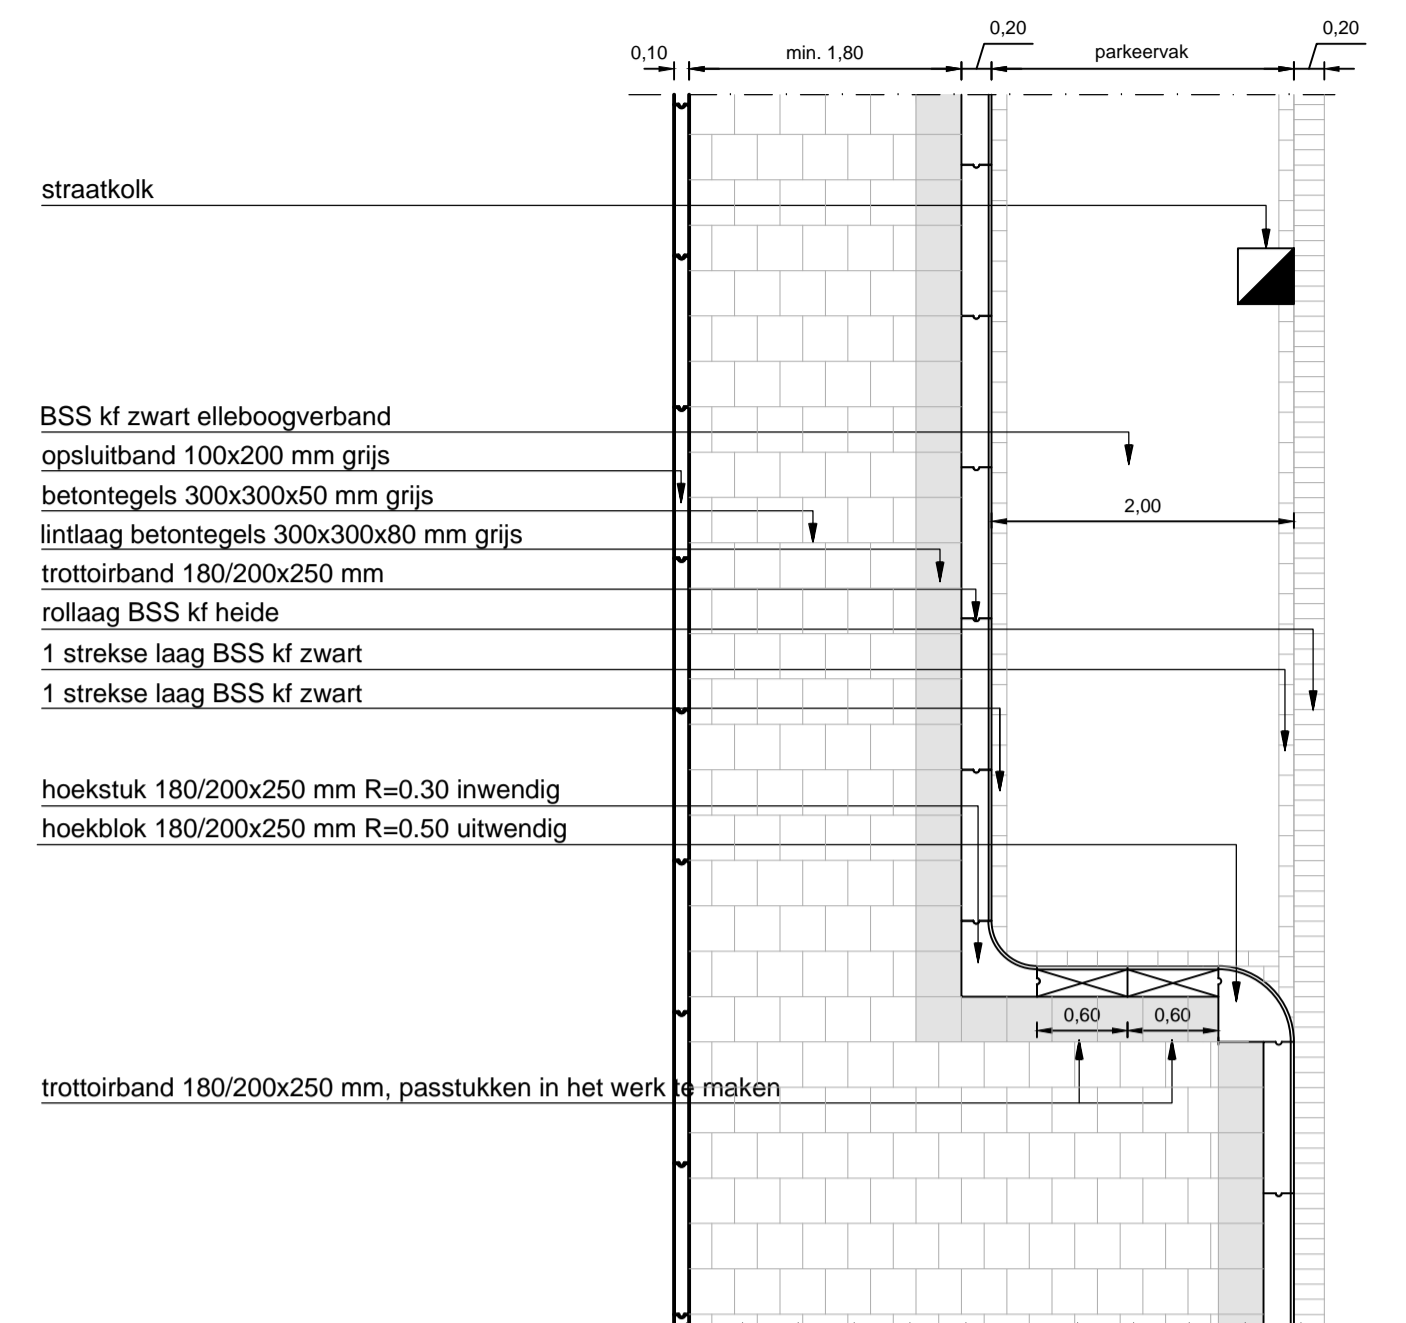 0,20 0,20
0,10 min. 1,80 parkeervak
straatkolk
BSS kf zwart elleboogverband
opsluitband 100x200 mm grijs
betontegels 300x300x50 mm grijs
2,00
lintlaag betontegels 300x300x80 mm grijs
trottoirband 180/200x250 mm
rollaag BSS kf heide
1 strekse laag BSS kf zwart
1 strekse laag BSS kf zwart
hoekstuk 180/200x250 mm R=0.30 inwendig
hoekblok 180/200x250 mm R=0.50 uitwendig
0,60 0,60
trottoirband 180/200x250 mm, passtukken in het werk te maken